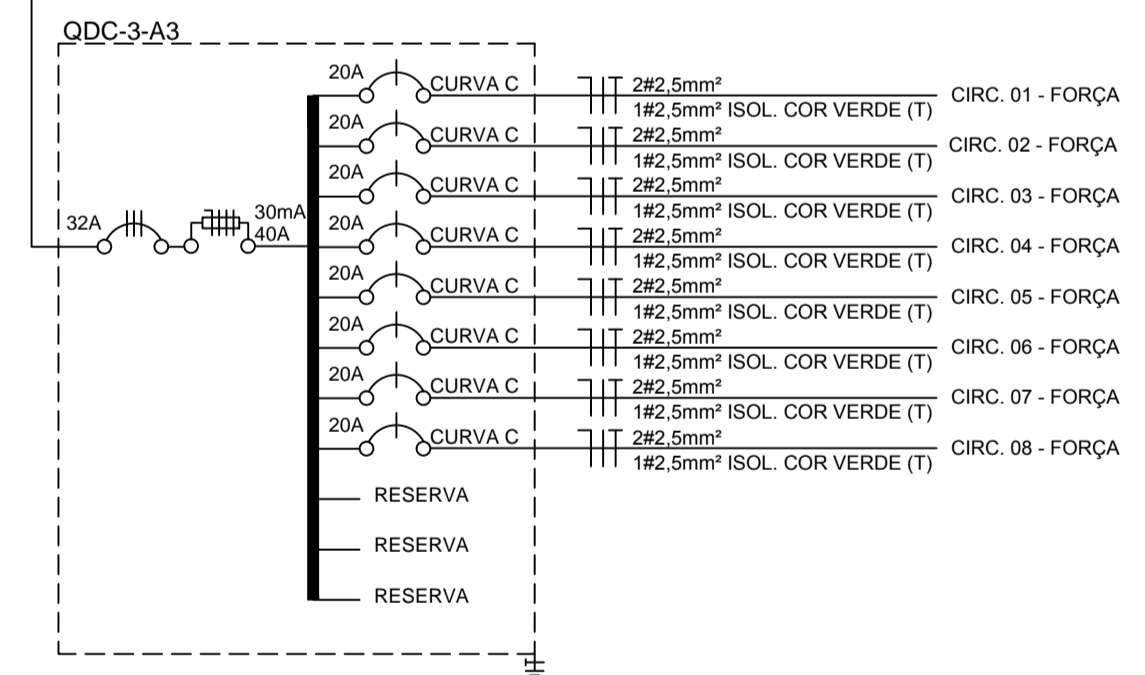 QDC-3-A3
20A CURVA C 2#2,5mm² CIRC. 01 - FORÇA
1#2,5mm² ISOL. COR VERDE (T)
20A CURVA C 2#2,5mm² CIRC. 02 - FORÇA
1#2,5mm² ISOL. COR VERDE (T)
20A CURVA C 2#2,5mm² CIRC. 03 - FORÇA
1#2,5mm² ISOL. COR VERDE (T)
32A 30mA
40A
20A CURVA C 2#2,5mm² CIRC. 04 - FORÇA
1#2,5mm² ISOL. COR VERDE (T)
20A CURVA C 2#2,5mm² CIRC. 05 - FORÇA
1#2,5mm² ISOL. COR VERDE (T)
20A CURVA C 2#2,5mm² CIRC. 06 - FORÇA
1#2,5mm² ISOL. COR VERDE (T)
20A CURVA C 2#2,5mm² CIRC. 07 - FORÇA
1#2,5mm² ISOL. COR VERDE (T)
20A CURVA C 2#2,5mm² CIRC. 08 - FORÇA
1#2,5mm² ISOL. COR VERDE (T)
RESERVA
RESERVA
RESERVA